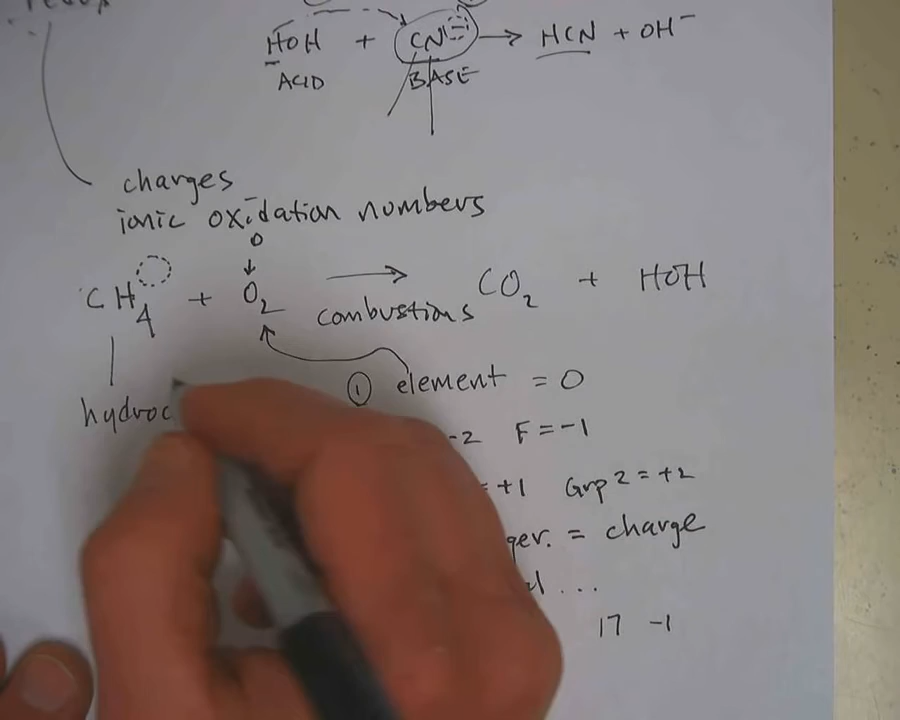 HOH + CN⁻ → HCN + OH⁻
ACID BASE
charges
ionic oxidation numbers
0
CH₄ + O₂ → CO₂ + HOH
combustions
① element = 0
hydroc
-2 F = -1
= +1 Grp 2 = +2
= charge
...
17 -1